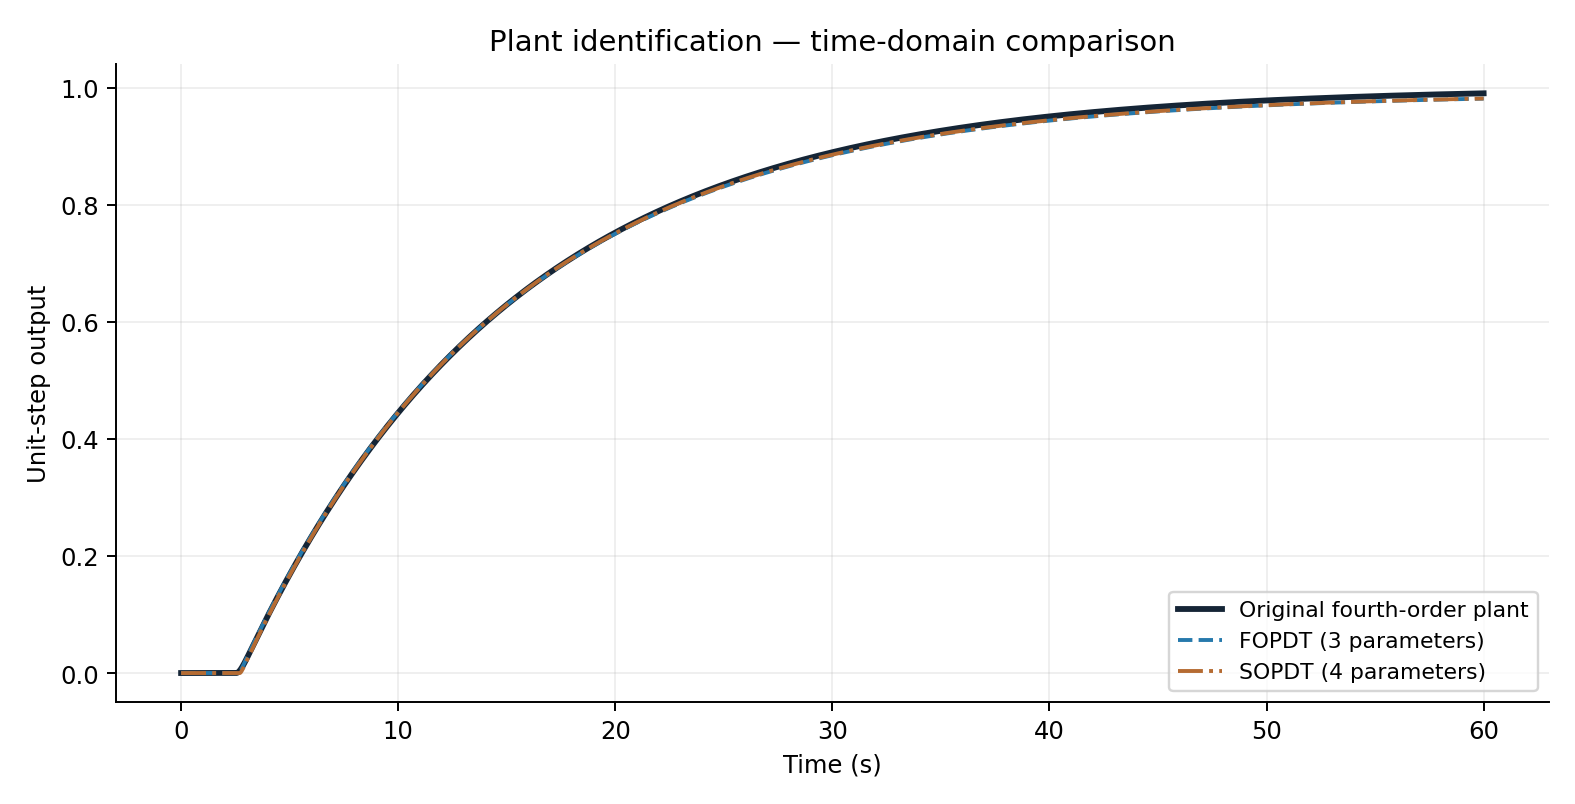 Plant identification — time-domain comparison
Unit-step output
1.0
0.8
0.6
0.4
0.2
0.0
0 10 20 30 40 50 60
Time (s)
Original fourth-order plant
FOPDT (3 parameters)
SOPDT (4 parameters)